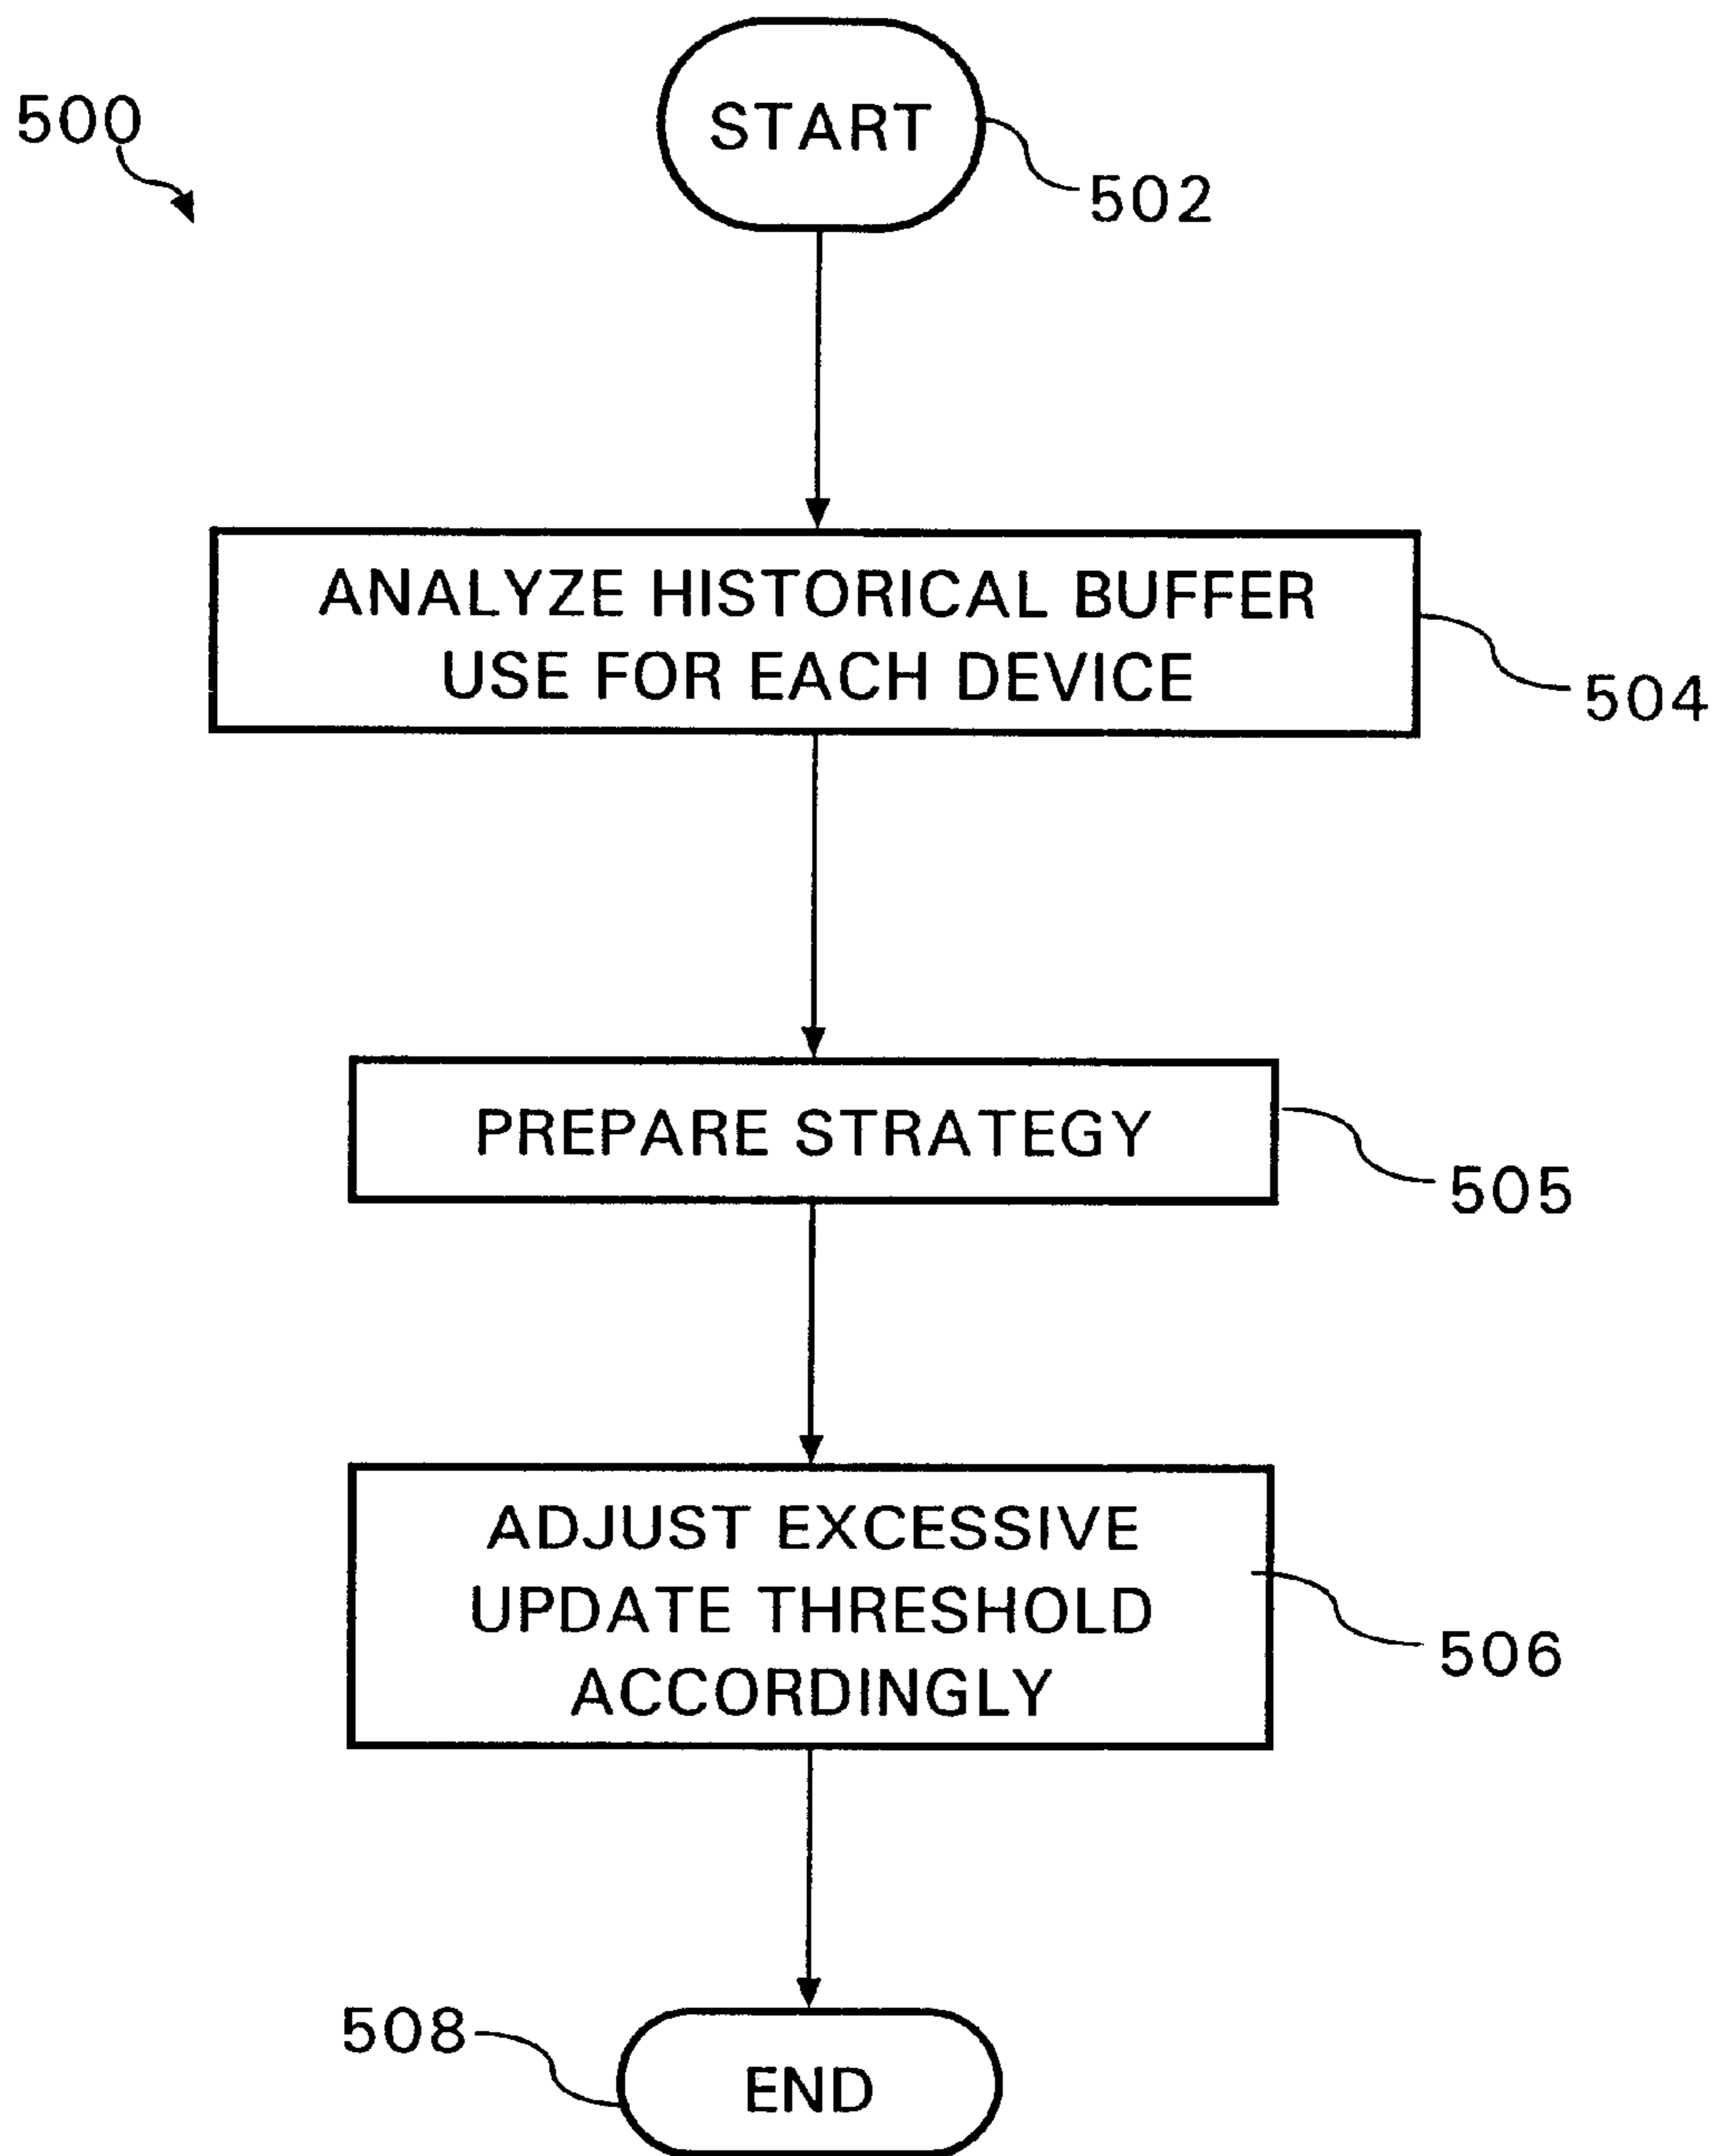 500
START
502
ANALYZE HISTORICAL BUFFER
USE FOR EACH DEVICE
504
PREPARE STRATEGY
505
ADJUST EXCESSIVE
UPDATE THRESHOLD
ACCORDINGLY
506
508
END